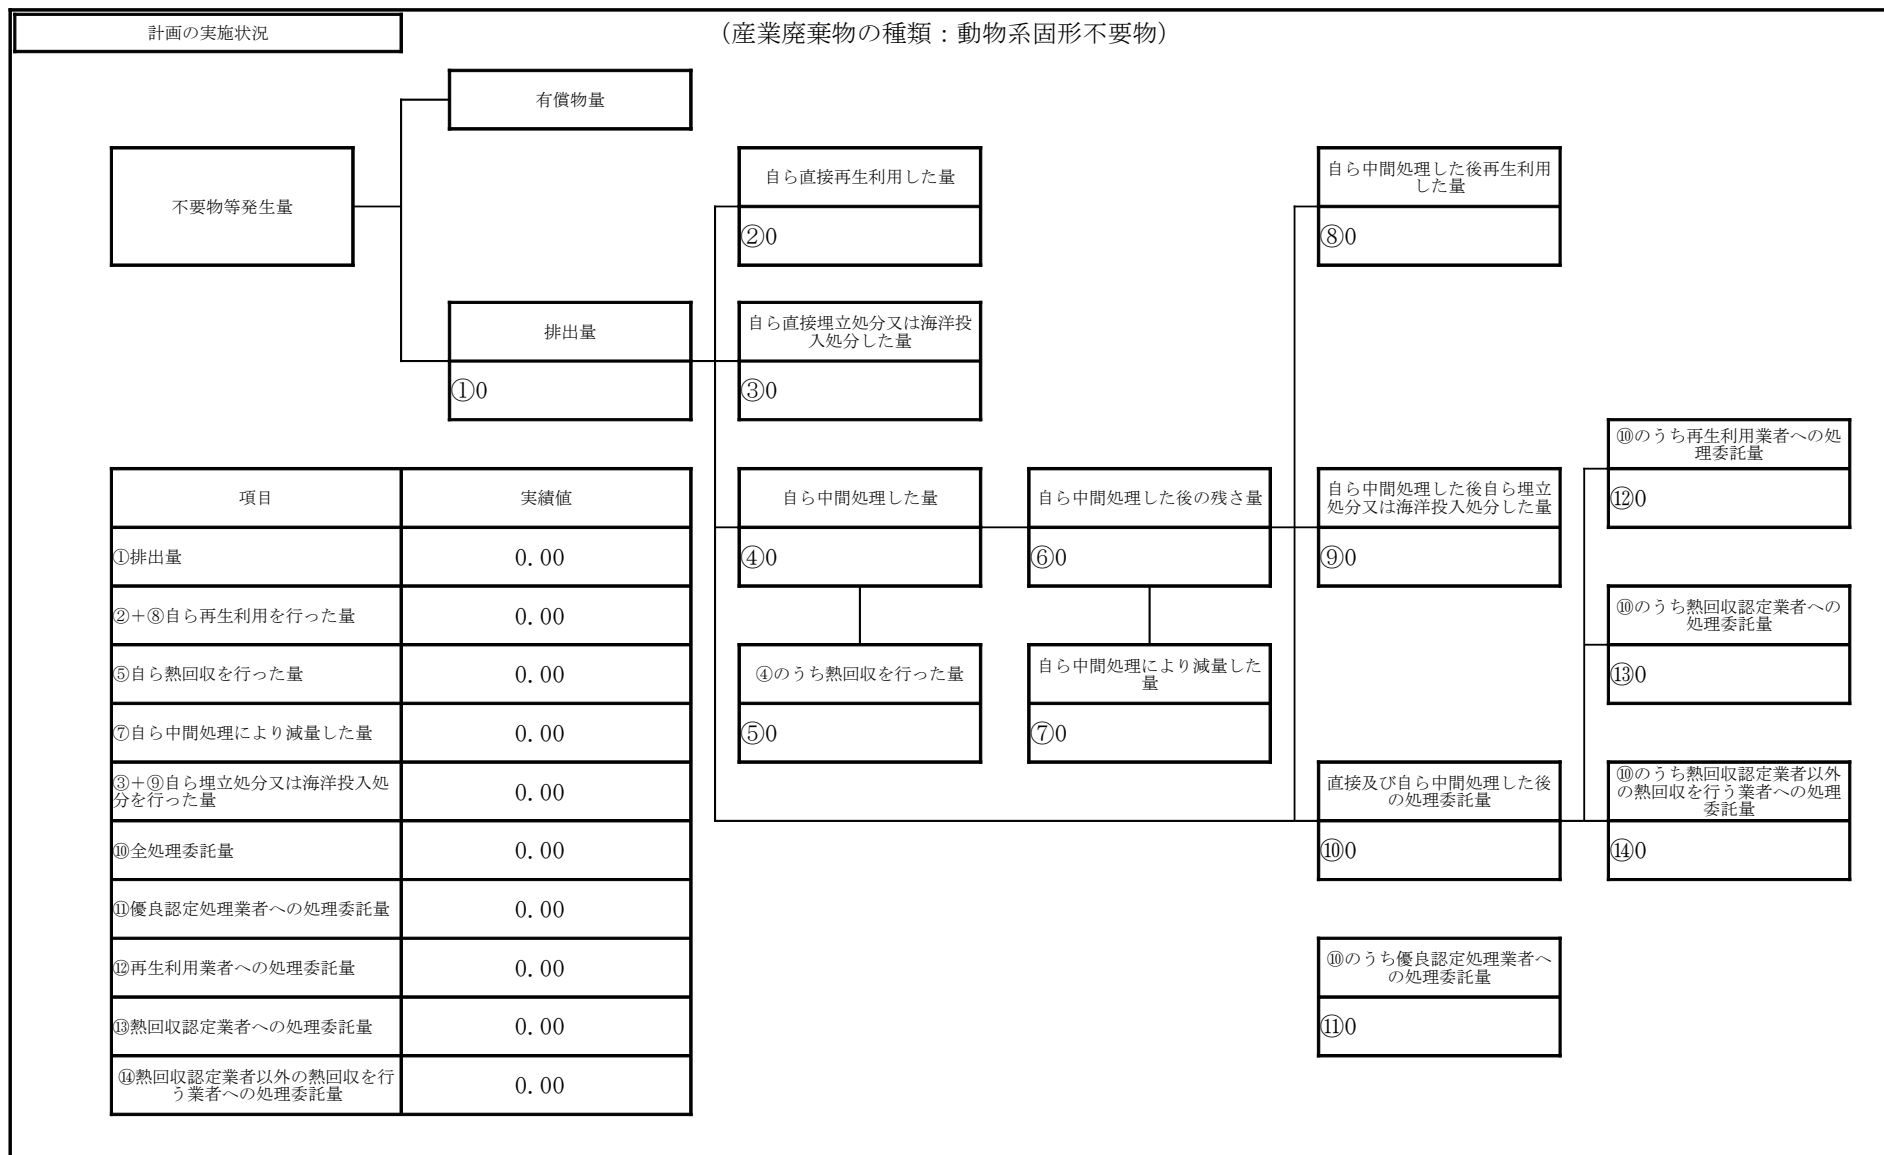 計画の実施状況
（産業廃棄物の種類：動物系固形不要物）
有償物量
不要物等発生量
自ら直接再生利用した量
②0
自ら中間処理した後再生利用
した量
⑧0
排出量
①0
自ら直接埋立処分又は海洋投
入処分した量
③0
項目
実績値
①排出量
0.00
②＋⑧自ら再生利用を行った量
0.00
⑤自ら熱回収を行った量
0.00
⑦自ら中間処理により減量した量
0.00
③＋⑨自ら埋立処分又は海洋投入処
分を行った量
0.00
⑩全処理委託量
0.00
⑪優良認定処理業者への処理委託量
0.00
⑫再生利用業者への処理委託量
0.00
⑬熱回収認定業者への処理委託量
0.00
⑭熱回収認定業者以外の熱回収を行
う業者への処理委託量
0.00
自ら中間処理した量
④0
④のうち熱回収を行った量
⑤0
自ら中間処理した後の残さ量
⑥0
自ら中間処理により減量した
量
⑦0
自ら中間処理した後自ら埋立
処分又は海洋投入処分した量
⑨0
直接及び自ら中間処理した後
の処理委託量
⑩0
⑩のうち優良認定処理業者へ
の処理委託量
⑪0
⑩のうち再生利用業者への処
理委託量
⑫0
⑩のうち熱回収認定業者への
処理委託量
⑬0
⑩のうち熱回収認定業者以外
の熱回収を行う業者への処理
委託量
⑭0